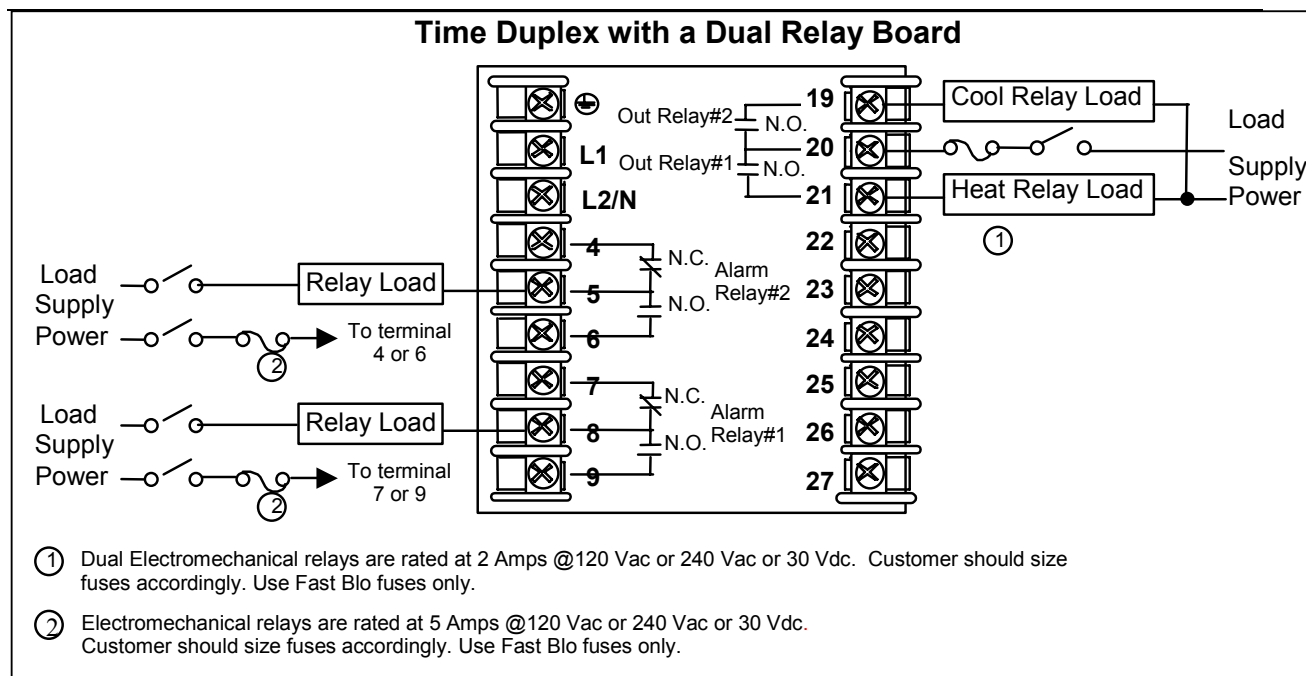 Time Duplex with a Dual Relay Board
L1
L2/N
4
5
6
7
8
9
N.C.
N.O.
Alarm
Relay#2
N.C.
N.O.
Alarm
Relay#1
Out Relay#2
N.O.
Out Relay#1
N.O.
19
20
21
22
23
24
25
26
27
Cool Relay Load
Heat Relay Load
1
Load
Supply
Power
Load
Supply
Power
Relay Load
2
To terminal
4 or 6
Load
Supply
Power
Relay Load
2
To terminal
7 or 9
1 Dual Electromechanical relays are rated at 2 Amps @120 Vac or 240 Vac or 30 Vdc. Customer should size
fuses accordingly. Use Fast Blo fuses only.
2 Electromechanical relays are rated at 5 Amps @120 Vac or 240 Vac or 30 Vdc.
Customer should size fuses accordingly. Use Fast Blo fuses only.